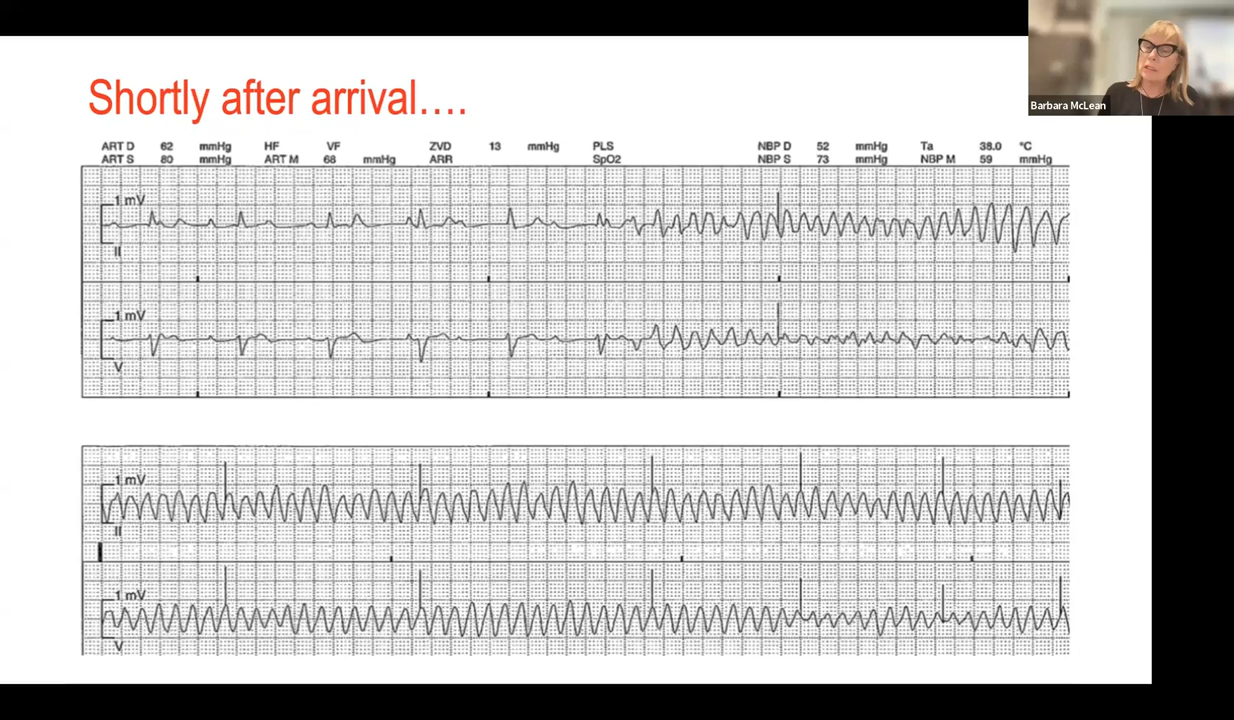 Shortly after arrival....
Barbara McLean
ART D 62 mmHg HF VF ZVD 13 mmHg PLS NBP D 52 mmHg Ta 38.0 °C
ART S 80 mmHg ART M 68 mmHg ARR SpO2 NBP S 73 mmHg NBP M 59 mmHg
1 mV
II
1 mV
V
1 mV
II
1 mV
V